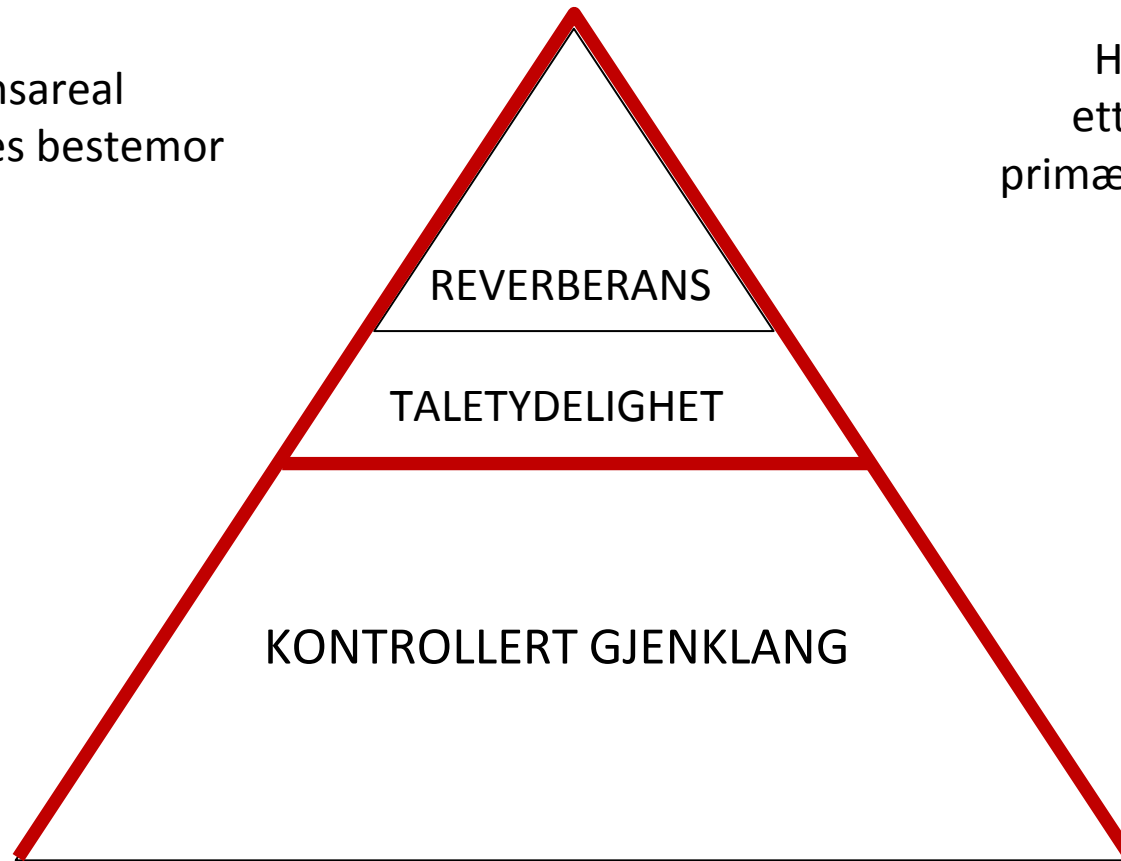 nsareal
es bestemor
H
ett
primæ
REVERBERANS
TALETYDELIGHET
KONTROLLERT GJENKLANG